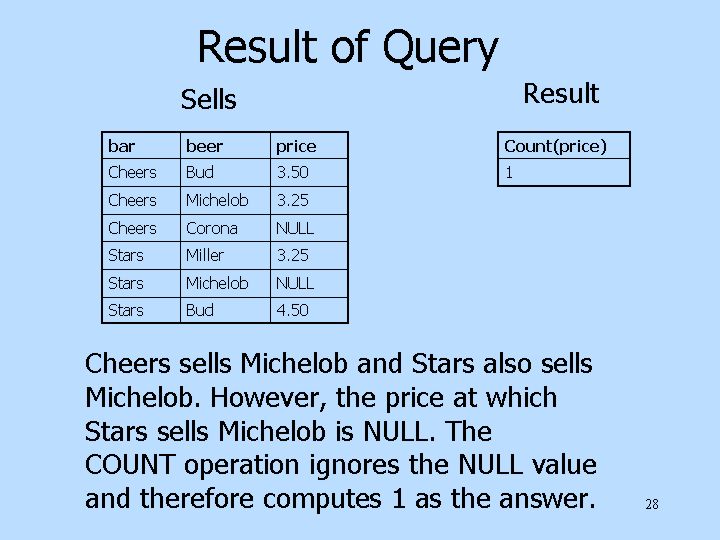 Result of Query
Sells
Result
bar beer price
Cheers Bud 3.50
Cheers Michelob 3.25
Cheers Corona NULL
Stars Miller 3.25
Stars Michelob NULL
Stars Bud 4.50
Count(price)
1
Cheers sells Michelob and Stars also sells
Michelob. However, the price at which
Stars sells Michelob is NULL. The
COUNT operation ignores the NULL value
and therefore computes 1 as the answer.
28